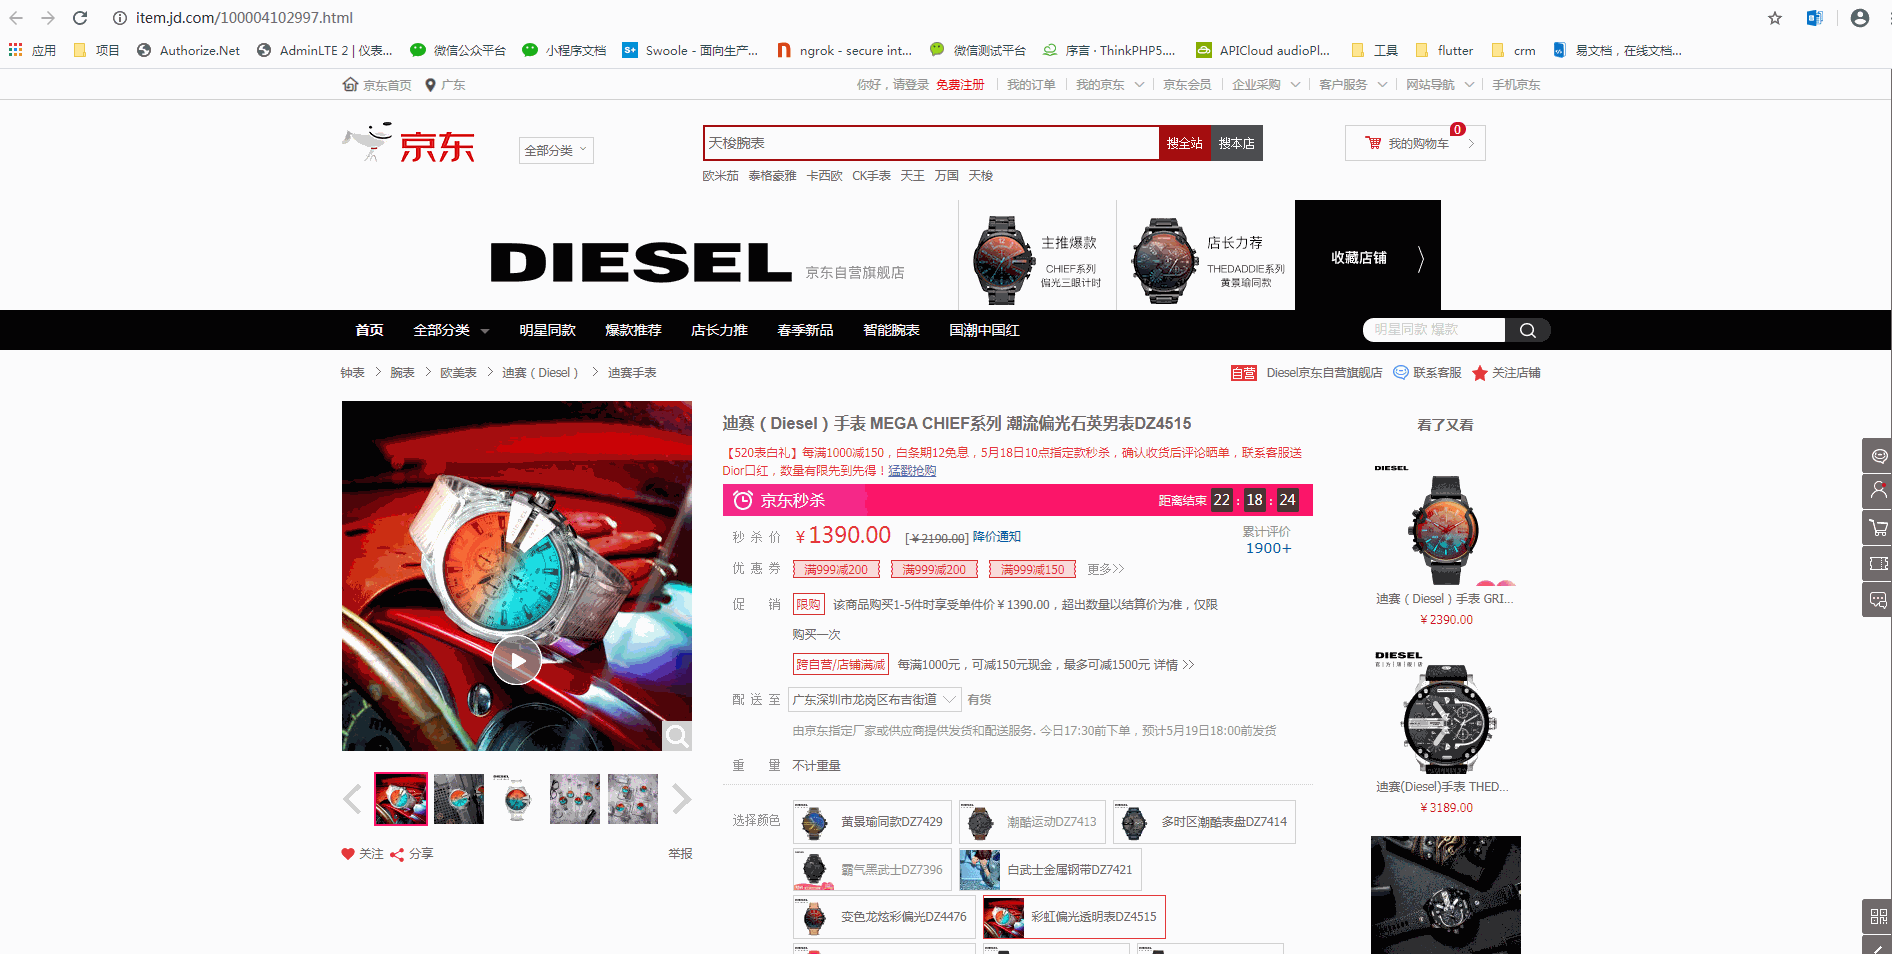 item.jd.com/100004102997.html
应用 项目 Authorize.Net AdminLTE 2 | 仪表... 微信公众平台 小程序文档 Swoole - 面向生产... ngrok - secure int... 微信测试平台 序言 · ThinkPHP5.... APICloud audioPl... 工具 flutter crm 易文档，在线文档...
京东首页 广东 你好，请登录 免费注册 我的订单 我的京东 京东会员 企业采购 客户服务 网站导航 手机京东
京东 全部分类 天梭腕表 搜全站 搜本店 我的购物车 0
欧米茄 泰格豪雅 卡西欧 CK手表 天王 万国 天梭
DIESEL 京东自营旗舰店
主推爆款
CHIEF系列
偏光三眼计时
店长力荐
THEDADDIE系列
黄景瑜同款
收藏店铺
首页 全部分类 明星同款 爆款推荐 店长力推 春季新品 智能腕表 国潮中国红 明星同款 爆款
钟表 > 腕表 > 欧美表 > 迪赛（Diesel） > 迪赛手表 自营 Diesel京东自营旗舰店 联系客服 关注店铺
迪赛（Diesel）手表 MEGA CHIEF系列 潮流偏光石英男表DZ4515
【520表白礼】每满1000减150，白条期12免息，5月18日10点指定款秒杀，确认收货后评论晒单，联系客服送
Dior口红，数量有限先到先得！猛戳抢购
京东秒杀 距离结束 22 : 18 : 24
秒杀价 ￥1390.00 [￥2190.00] 降价通知
累计评价
1900+
优惠券 满999减200 满999减200 满999减150 更多>>
促销 限购 该商品购买1-5件时享受单件价￥1390.00，超出数量以结算价为准，仅限
购买一次
跨自营/店铺满减 每满1000元，可减150元现金，最多可减1500元 详情 >>
配送至 广东深圳市龙岗区布吉街道 有货
由京东指定厂家或供应商提供发货和配送服务. 今日17:30前下单，预计5月19日18:00前发货
重量 不计重量
选择颜色 黄景瑜同款DZ7429 潮酷运动DZ7413 多时区潮酷表盘DZ7414
霸气黑武士DZ7396 白武士金属钢带DZ7421
变色龙炫彩偏光DZ4476 彩虹偏光透明表DZ4515
关注 分享 举报
看了又看
DIESEL
迪赛（Diesel）手表 GRI...
￥2390.00
DIESEL
官方旗舰店
迪赛(Diesel)手表 THED...
￥3189.00